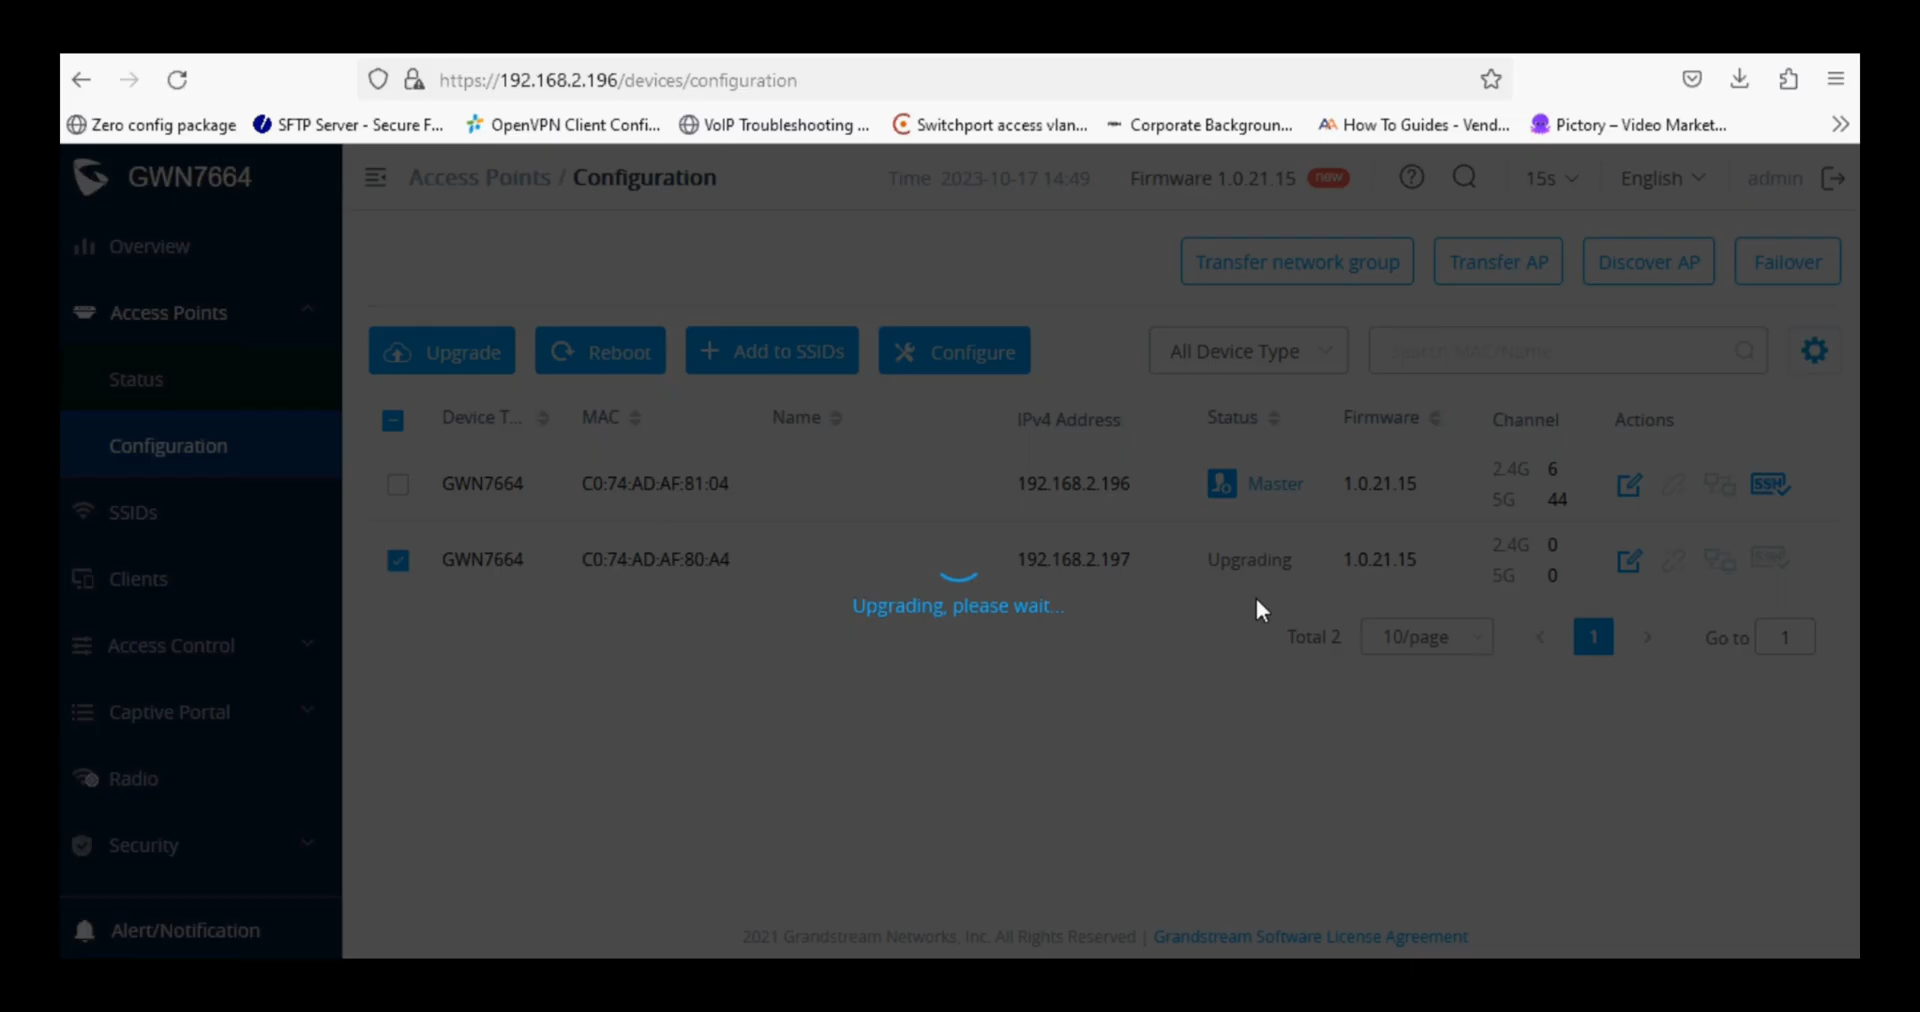 https://192.168.2.196/devices/configuration
Zero config package
SFTP Server - Secure F...
OpenVPN Client Confi...
VoIP Troubleshooting ...
Switchport access vlan...
Corporate Backgroun...
How To Guides - Vend...
Pictory – Video Market...
GWN7664
Access Points / Configuration
Time 2023-10-17 14:49
Firmware 1.0.21.15
new
15s
English
admin
Overview
Access Points
Status
Configuration
SSIDs
Clients
Access Control
Captive Portal
Radio
Security
Alert/Notification
Transfer network group
Transfer AP
Discover AP
Failover
Upgrade
Reboot
Add to SSIDs
Configure
All Device Type
Search MAC/Name
Device T... MAC Name IPv4 Address Status Firmware Channel Actions
GWN7664 C0:74:AD:AF:81:04 192.168.2.196 Master 1.0.21.15 2.4G 6
5G 44
SSH
GWN7664 C0:74:AD:AF:80:A4 192.168.2.197 Upgrading 1.0.21.15 2.4G 0
5G 0
SSH
Upgrading, please wait...
Total 2 10/page 1 Go to 1
2021 Grandstream Networks, Inc. All Rights Reserved | Grandstream Software License Agreement